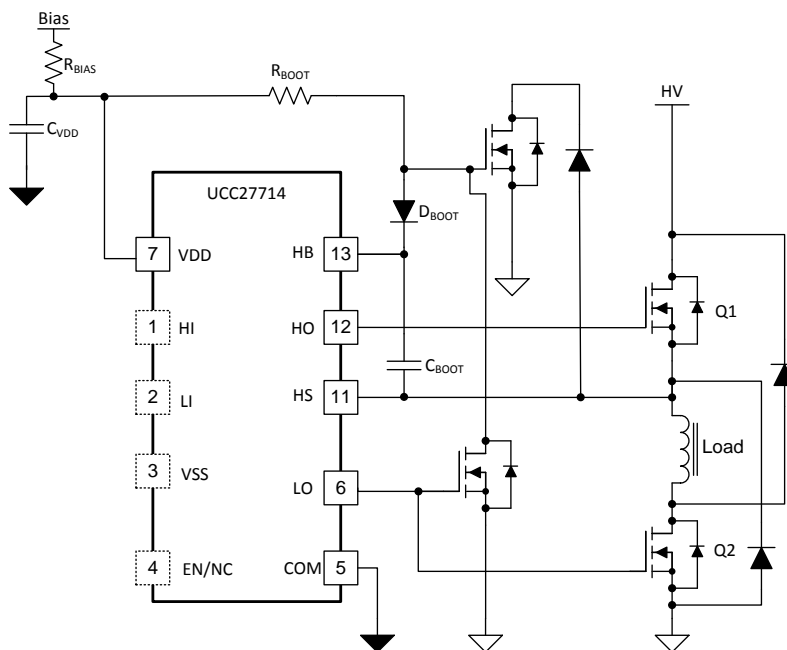 Bias
R_BIAS
R_BOOT
C_VDD
HV
UCC27714
D_BOOT
7 VDD
HB 13
1 HI
HO 12
Q1
C_BOOT
2 LI
HS 11
Load
3 VSS
LO 6
Q2
4 EN/NC
COM 5